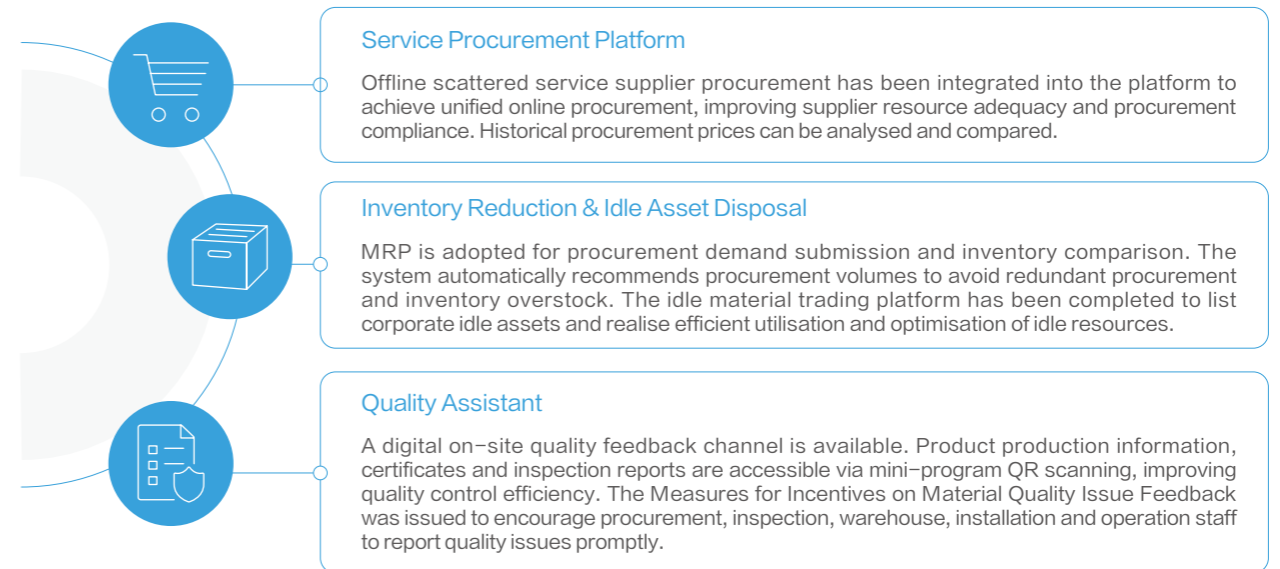 Service Procurement Platform
Offline scattered service supplier procurement has been integrated into the platform to
achieve unified online procurement, improving supplier resource adequacy and procurement
compliance. Historical procurement prices can be analysed and compared.
Inventory Reduction & Idle Asset Disposal
MRP is adopted for procurement demand submission and inventory comparison. The
system automatically recommends procurement volumes to avoid redundant procurement
and inventory overstock. The idle material trading platform has been completed to list
corporate idle assets and realise efficient utilisation and optimisation of idle resources.
Quality Assistant
A digital on-site quality feedback channel is available. Product production information,
certificates and inspection reports are accessible via mini-program QR scanning, improving
quality control efficiency. The Measures for Incentives on Material Quality Issue Feedback
was issued to encourage procurement, inspection, warehouse, installation and operation staff
to report quality issues promptly.